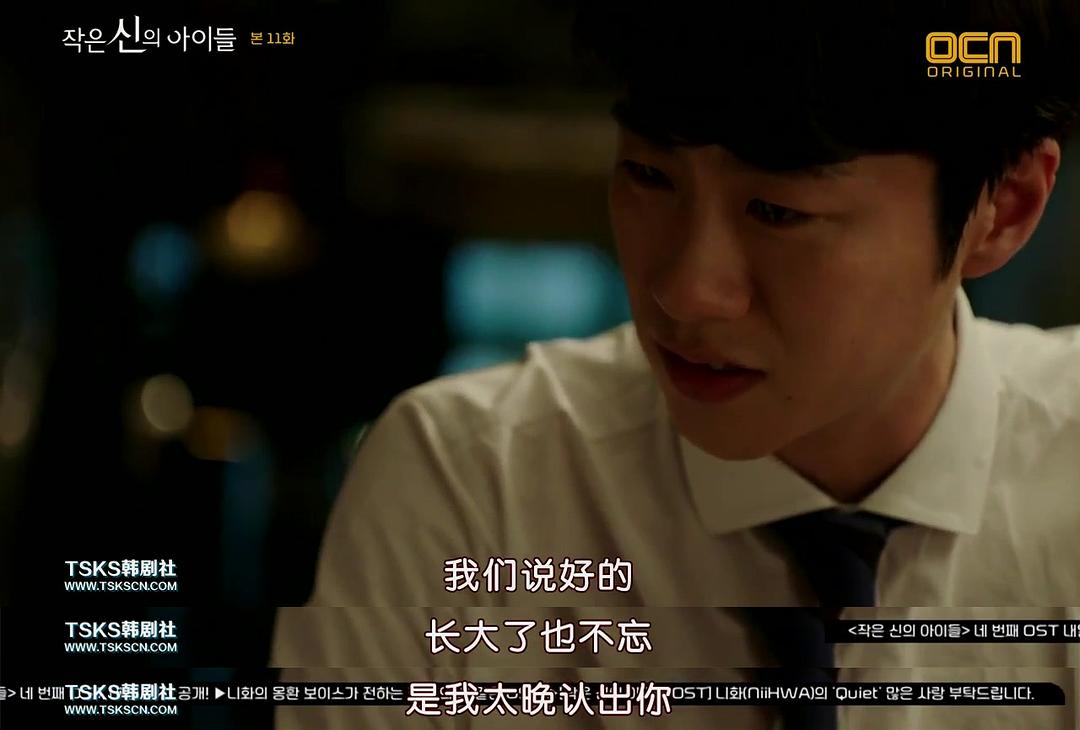 작은 신의 아이들 본 11화
OCN
ORIGINAL
TSKS韩剧社
WWW.TSKSCN.COM
我们说好的
TSKS韩剧社
WWW.TSKSCN.COM
长大了也不忘
<작은 신의 아이들> 네 번째 OST
TSKS韩剧社
WWW.TSKSCN.COM
네 번째
공개! ▶니화의 몽환 보이스가 전하는
是我太晚认出你
OST] 니화(NiiHWA)의 'Quiet' 많은 사랑 부탁드립니다.